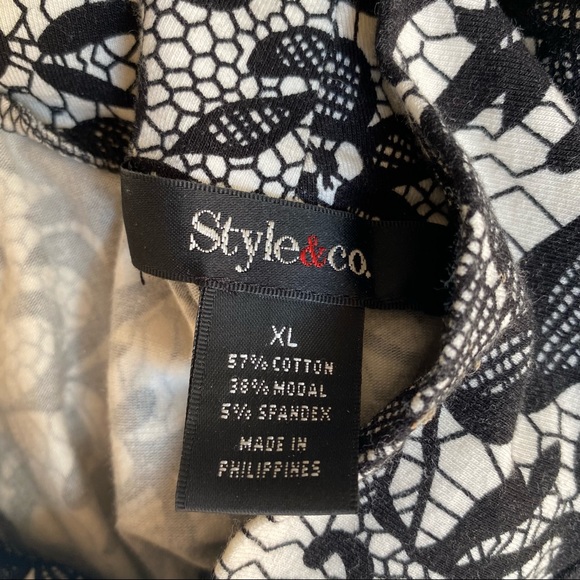 Style&co.
XL
57% COTTON
38% MODAL
5% SPANDEX
MADE IN
PHILIPPINES